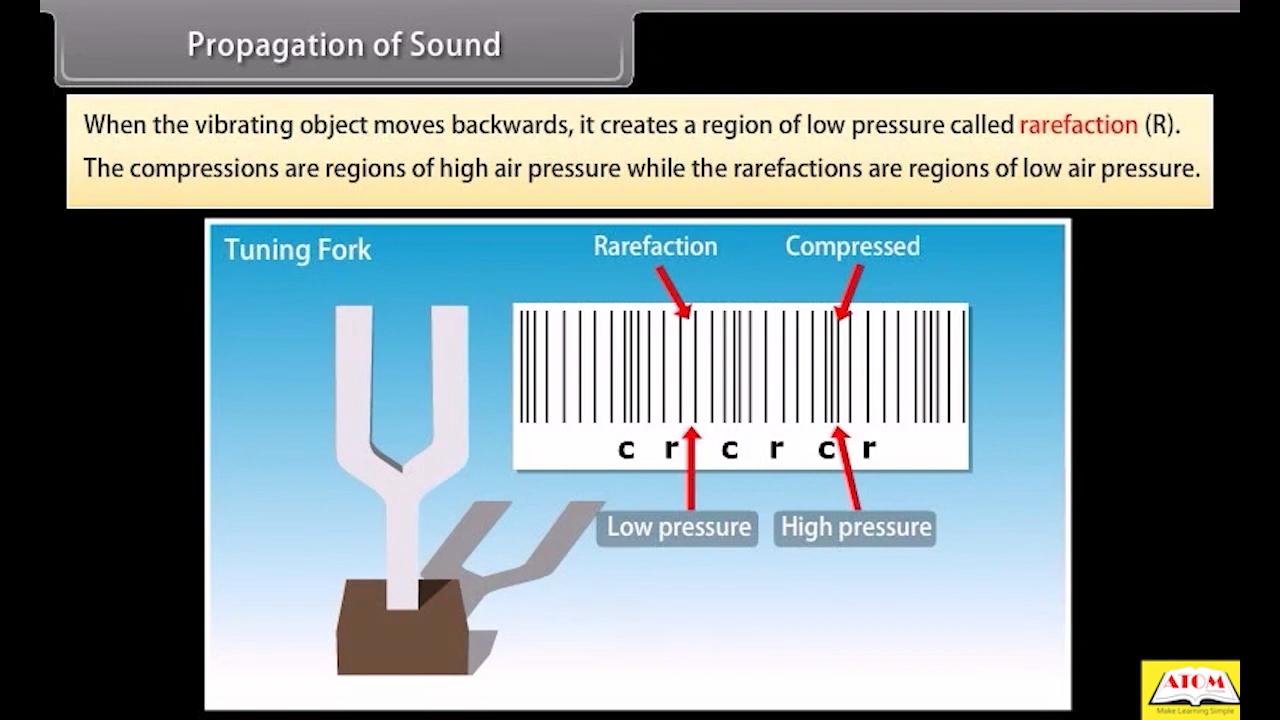 Propagation of Sound
When the vibrating object moves backwards, it creates a region of low pressure called rarefaction (R).
The compressions are regions of high air pressure while the rarefactions are regions of low air pressure.
Tuning Fork
Rarefaction Compressed
c r c r c r
Low pressure High pressure
ATOM
Make Learning Simple